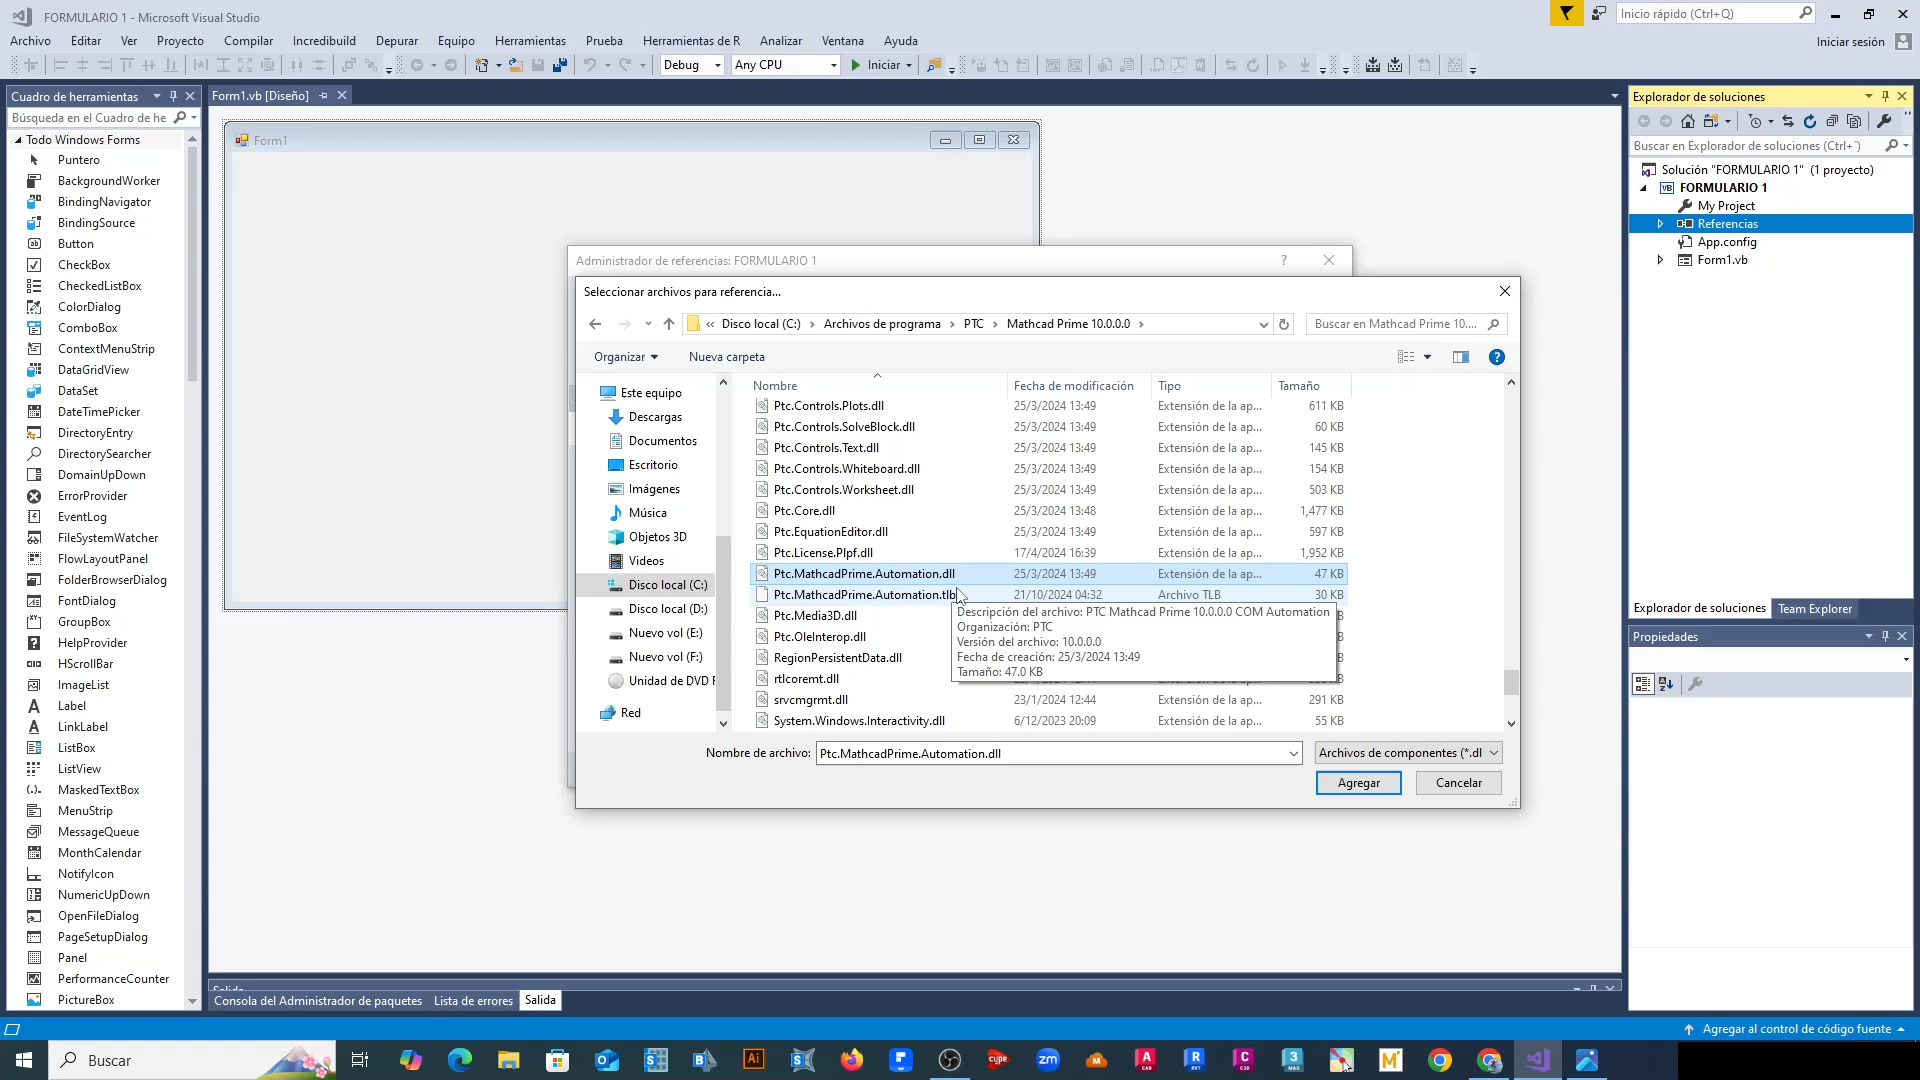 FORMULARIO 1 - Microsoft Visual Studio
Inicio rápido (Ctrl+Q)
Archivo Editar Ver Proyecto Compilar Incredibuild Depurar Equipo Herramientas Prueba Herramientas de R Analizar Ventana Ayuda
Iniciar sesión
Debug Any CPU Iniciar
Cuadro de herramientas
Búsqueda en el Cuadro de he
Todo Windows Forms
Puntero
BackgroundWorker
BindingNavigator
BindingSource
Button
CheckBox
CheckedListBox
ColorDialog
ComboBox
ContextMenuStrip
DataGridView
DataSet
DateTimePicker
DirectoryEntry
DirectorySearcher
DomainUpDown
ErrorProvider
EventLog
FileSystemWatcher
FlowLayoutPanel
FolderBrowserDialog
FontDialog
GroupBox
HelpProvider
HScrollBar
ImageList
Label
LinkLabel
ListBox
ListView
MaskedTextBox
MenuStrip
MessageQueue
MonthCalendar
NotifyIcon
NumericUpDown
OpenFileDialog
PageSetupDialog
Panel
PerformanceCounter
PictureBox
Form1.vb [Diseño]
Form1
Administrador de referencias: FORMULARIO 1
Seleccionar archivos para referencia...
« Disco local (C:) › Archivos de programa › PTC › Mathcad Prime 10.0.0.0 ›
Buscar en Mathcad Prime 10....
Organizar Nueva carpeta
Este equipo
Descargas
Documentos
Escritorio
Imágenes
Música
Objetos 3D
Videos
Disco local (C:)
Disco local (D:)
Nuevo vol (E:)
Nuevo vol (F:)
Unidad de DVD
Red
Nombre Fecha de modificación Tipo Tamaño
Ptc.Controls.Plots.dll 25/3/2024 13:49 Extensión de la ap... 611 KB
Ptc.Controls.SolveBlock.dll 25/3/2024 13:49 Extensión de la ap... 60 KB
Ptc.Controls.Text.dll 25/3/2024 13:49 Extensión de la ap... 145 KB
Ptc.Controls.Whiteboard.dll 25/3/2024 13:49 Extensión de la ap... 154 KB
Ptc.Controls.Worksheet.dll 25/3/2024 13:49 Extensión de la ap... 503 KB
Ptc.Core.dll 25/3/2024 13:48 Extensión de la ap... 1,477 KB
Ptc.EquationEditor.dll 25/3/2024 13:49 Extensión de la ap... 597 KB
Ptc.License.Plpf.dll 17/4/2024 16:39 Extensión de la ap... 1,952 KB
Ptc.MathcadPrime.Automation.dll 25/3/2024 13:49 Extensión de la ap... 47 KB
Ptc.MathcadPrime.Automation.tlb 21/10/2024 04:32 Archivo TLB 30 KB
Ptc.Media3D.dll
Ptc.OleInterop.dll
RegionPersistentData.dll
rtlcoremt.dll
srvcmgrmt.dll 23/1/2024 12:44 Extensión de la ap... 291 KB
System.Windows.Interactivity.dll 6/12/2023 20:09 Extensión de la ap... 55 KB
Descripción del archivo: PTC Mathcad Prime 10.0.0.0 COM Automation
Organización: PTC
Versión del archivo: 10.0.0.0
Fecha de creación: 25/3/2024 13:49
Tamaño: 47.0 KB
Nombre de archivo: Ptc.MathcadPrime.Automation.dll
Archivos de componentes (*.dl
Agregar Cancelar
Explorador de soluciones
Buscar en Explorador de soluciones (Ctrl+`)
Solución "FORMULARIO 1" (1 proyecto)
FORMULARIO 1
My Project
Referencias
App.config
Form1.vb
Explorador de soluciones Team Explorer
Propiedades
Salida
Consola del Administrador de paquetes Lista de errores Salida
Agregar al control de código fuente
Buscar